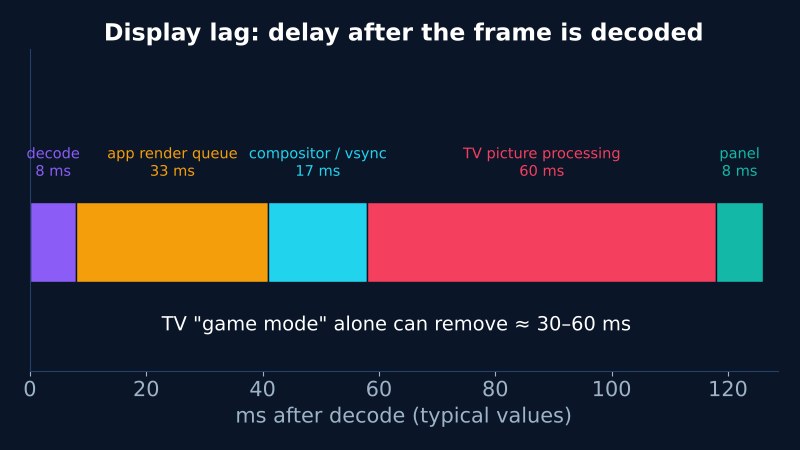 Display lag: delay after the frame is decoded
decode
8 ms
app render queue
33 ms
compositor / vsync
17 ms
TV picture processing
60 ms
panel
8 ms
TV "game mode" alone can remove ≈ 30–60 ms
0 20 40 60 80 100 120
ms after decode (typical values)